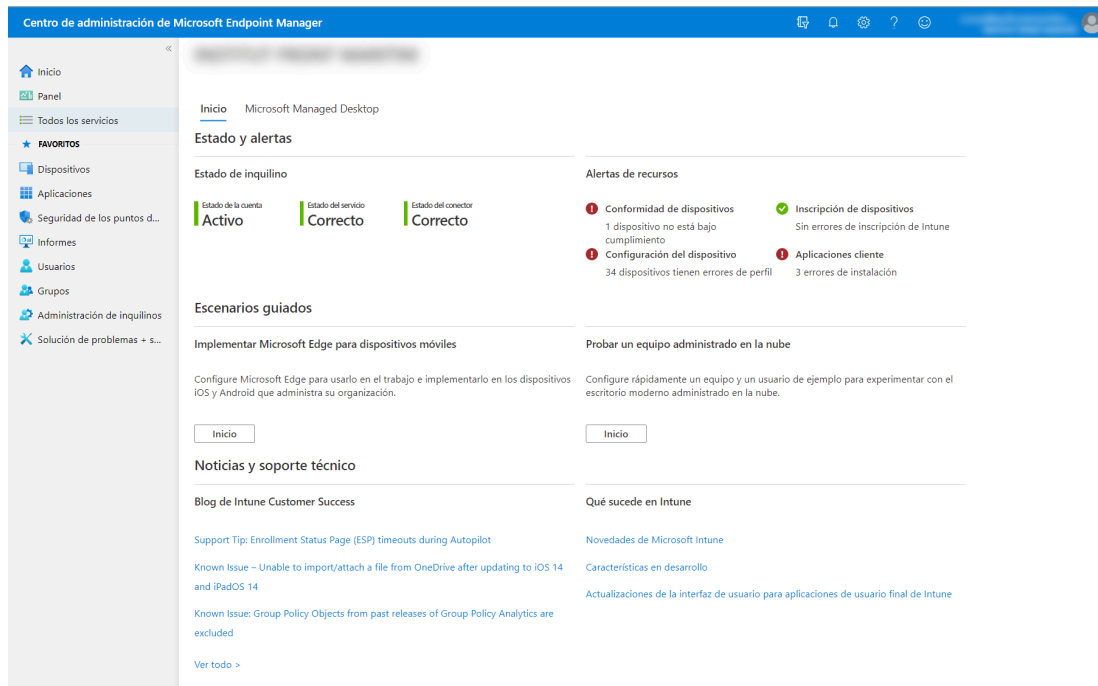 Centro de administración de Microsoft Endpoint Manager
Inicio
Panel
Todos los servicios
FAVORITOS
Dispositivos
Aplicaciones
Seguridad de los puntos d...
Informes
Usuarios
Grupos
Administración de inquilinos
Solución de problemas + s...
Inicio Microsoft Managed Desktop
Estado y alertas
Estado de inquilino
Estado de la cuenta
Activo
Estado del servicio
Correcto
Estado del conector
Correcto
Alertas de recursos
Conformidad de dispositivos
1 dispositivo no está bajo
cumplimiento
Inscripción de dispositivos
Sin errores de inscripción de Intune
Configuración del dispositivo
34 dispositivos tienen errores de perfil
Aplicaciones cliente
3 errores de instalación
Escenarios guiados
Implementar Microsoft Edge para dispositivos móviles
Configure Microsoft Edge para usarlo en el trabajo e implementarlo en los dispositivos
iOS y Android que administra su organización.
Inicio
Probar un equipo administrado en la nube
Configure rápidamente un equipo y un usuario de ejemplo para experimentar con el
escritorio moderno administrado en la nube.
Inicio
Noticias y soporte técnico
Blog de Intune Customer Success
Support Tip: Enrollment Status Page (ESP) timeouts during Autopilot
Known Issue – Unable to import/attach a file from OneDrive after updating to iOS 14
and iPadOS 14
Known Issue: Group Policy Objects from past releases of Group Policy Analytics are
excluded
Ver todo >
Qué sucede en Intune
Novedades de Microsoft Intune
Características en desarrollo
Actualizaciones de la interfaz de usuario para aplicaciones de usuario final de Intune